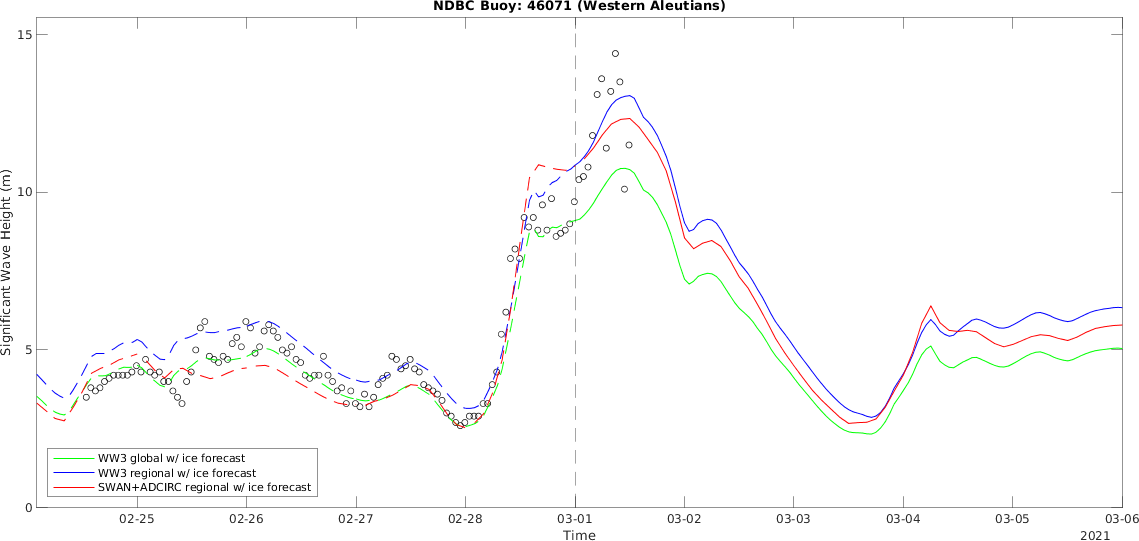 NDBC Buoy: 46071 (Western Aleutians)
15
10
5
0
Significant Wave Height (m)
WW3 global w/ ice forecast
WW3 regional w/ ice forecast
SWAN+ADCIRC regional w/ ice forecast
02-25 02-26 02-27 02-28 03-01 03-02 03-03 03-04 03-05 03-06
Time
2021